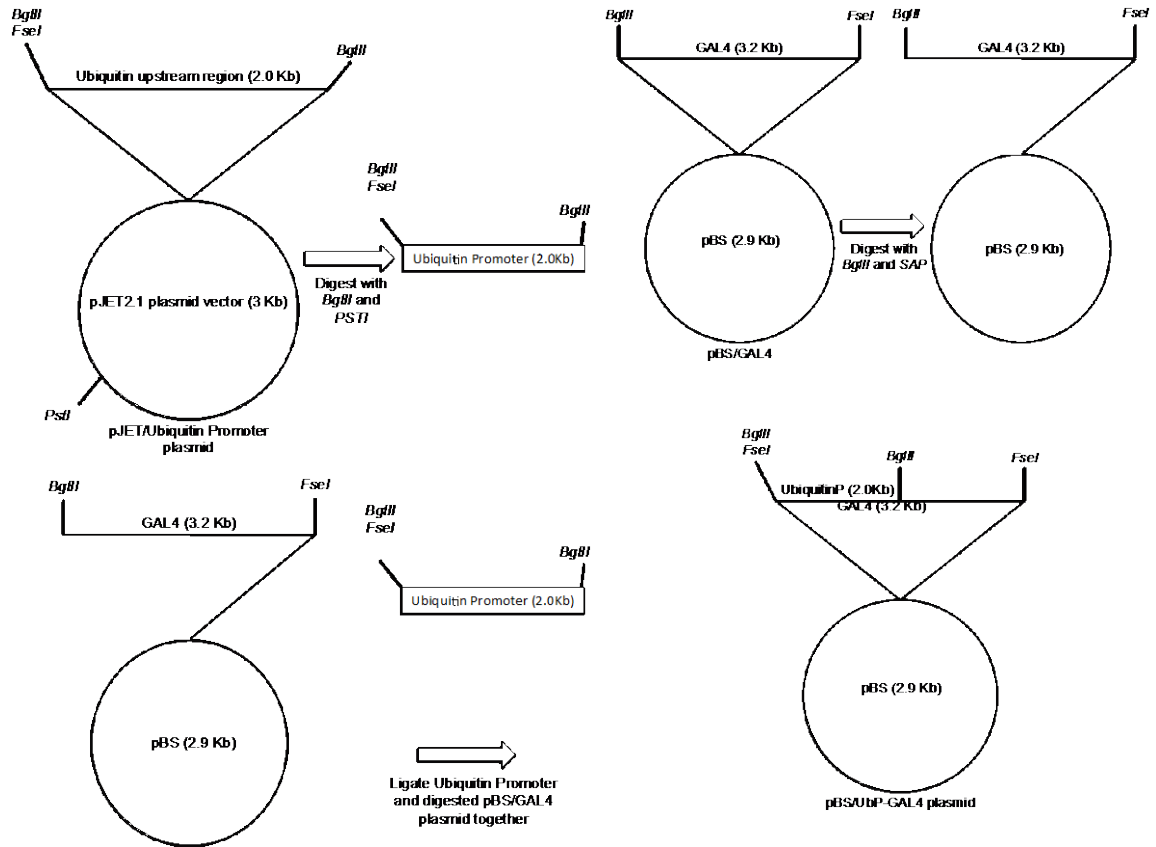 BglII
FseI
BglII
Ubiquitin upstream region (2.0 Kb)
pJET2.1 plasmid vector (3 Kb)
PstI
pJET/Ubiquitin Promoter
plasmid
Digest with
BglII and
PSTI
BglII
FseI
BglII
Ubiquitin Promoter (2.0Kb)
BglII
FseI
GAL4 (3.2 Kb)
pBS (2.9 Kb)
pBS/GAL4
Digest with
BglII and SAP
BglII
FseI
GAL4 (3.2 Kb)
pBS (2.9 Kb)
BglII
FseI
GAL4 (3.2 Kb)
pBS (2.9 Kb)
BglII
FseI
BglII
Ubiquitin Promoter (2.0Kb)
Ligate Ubiquitin Promoter
and digested pBS/GAL4
plasmid together
BglII
FseI
BglII
FseI
UbiquitinP (2.0Kb)
GAL4 (3.2 Kb)
pBS (2.9 Kb)
pBS/UbP-GAL4 plasmid